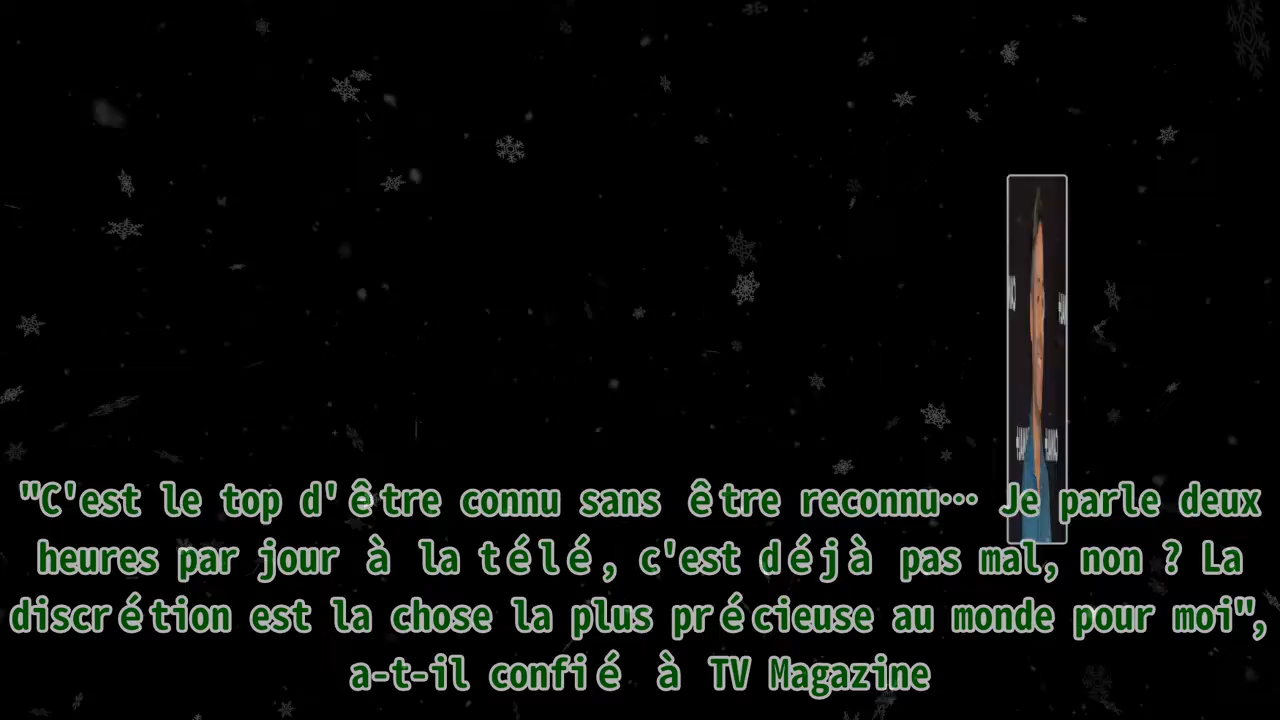 "C'est le top d'être connu sans être reconnu… Je parle deux
heures par jour à la télé, c'est déjà pas mal, non ? La
discrétion est la chose la plus précieuse au monde pour moi",
a-t-il confié à TV Magazine